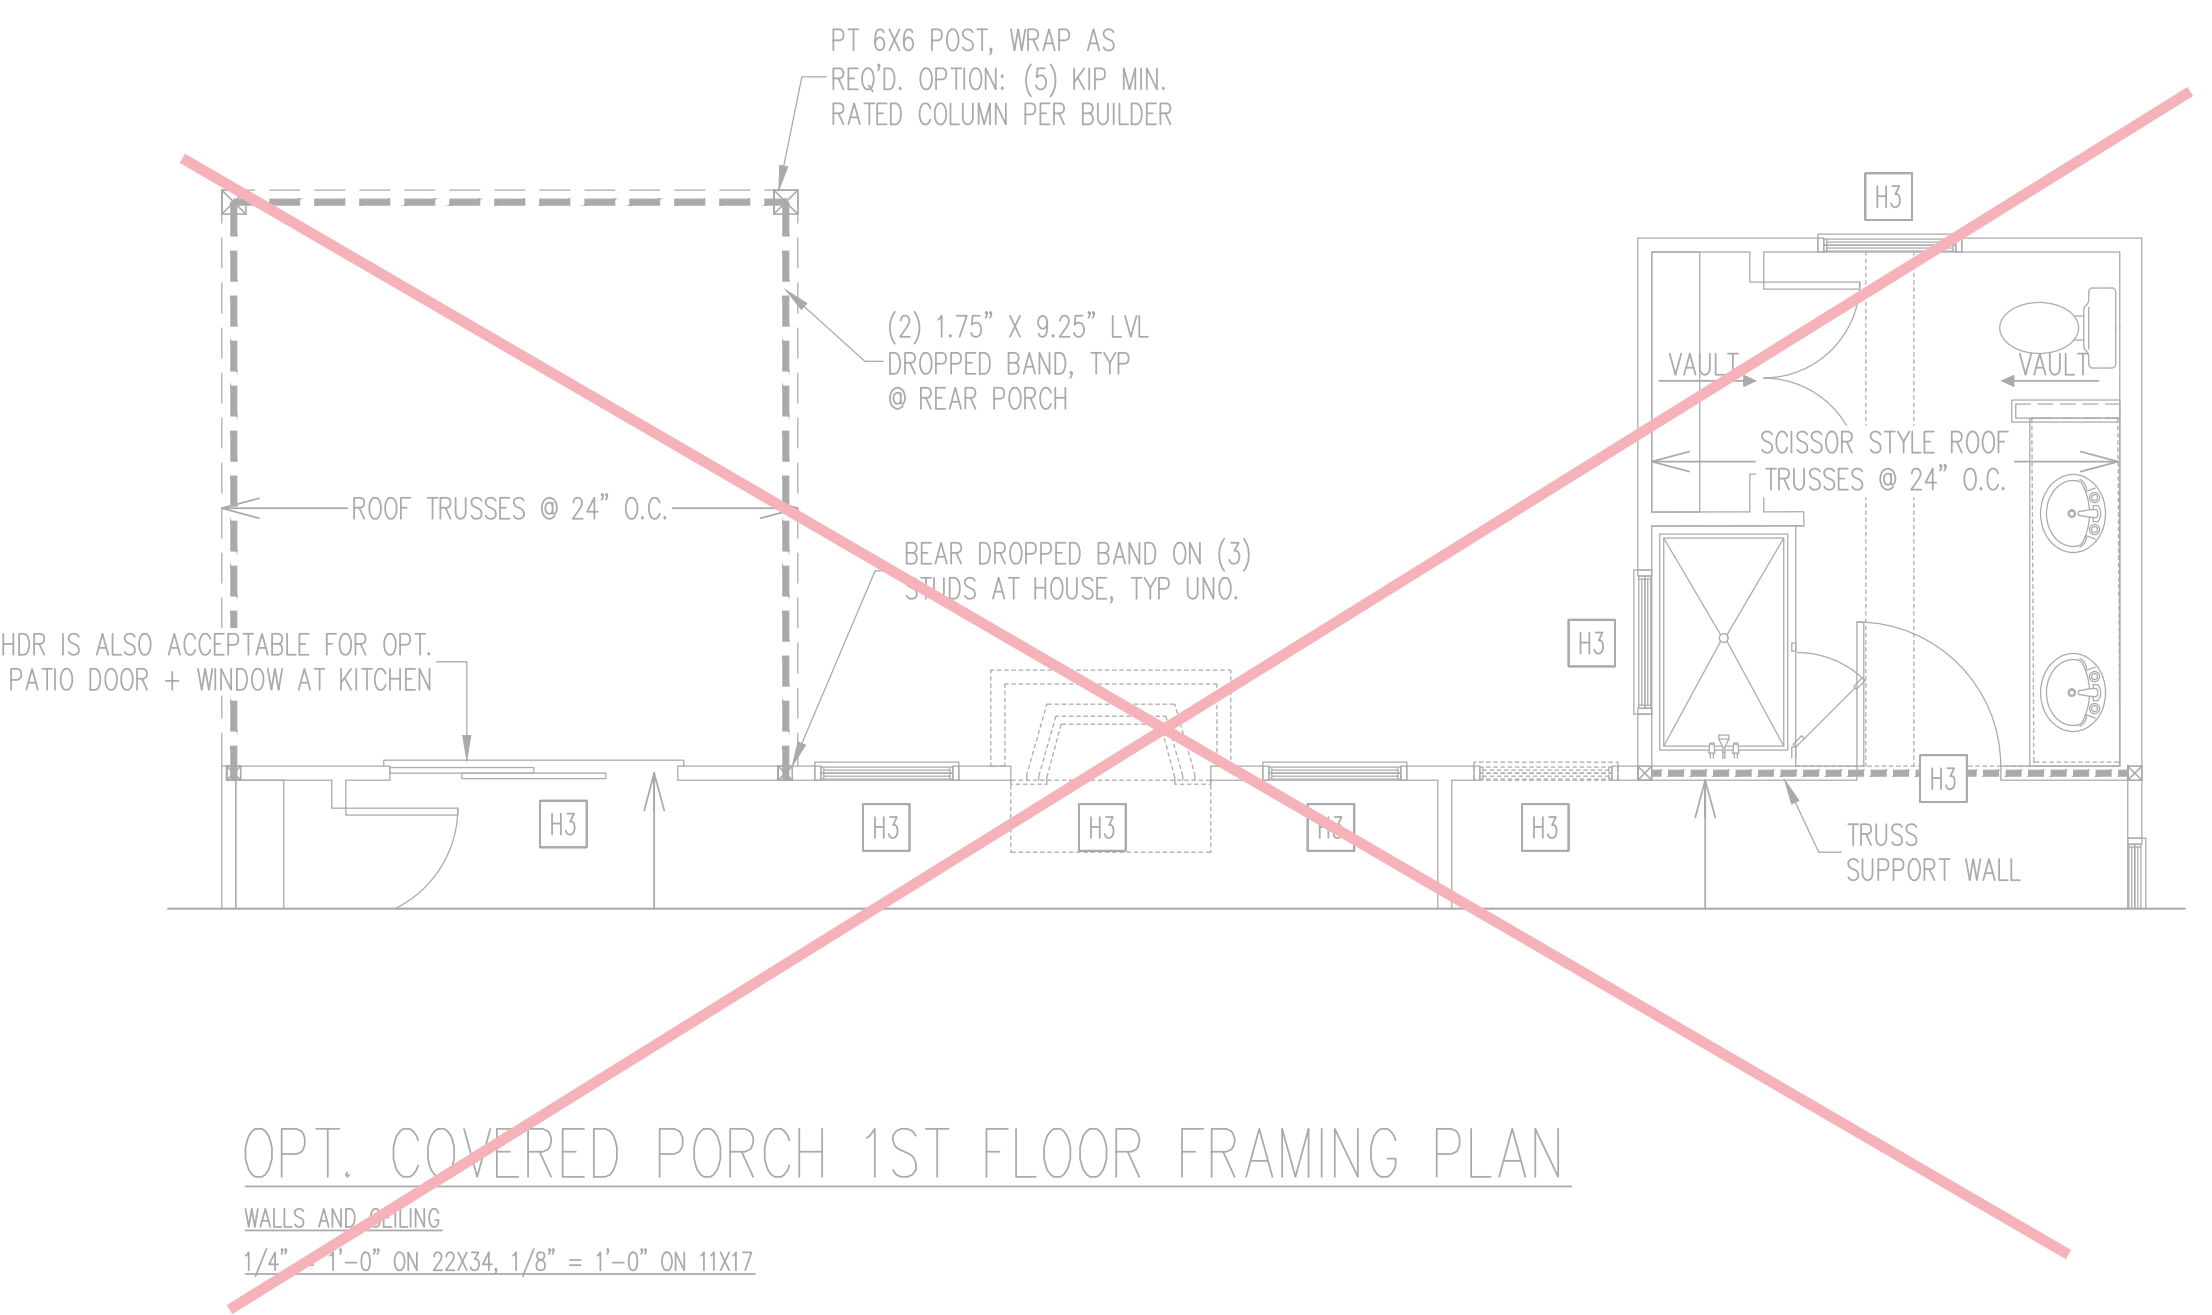 PT 6X6 POST, WRAP AS
REQ'D. OPTION: (5) KIP MIN.
RATED COLUMN PER BUILDER
H3
(2) 1.75" X 9.25" LVL
DROPPED BAND, TYP
@ REAR PORCH
VAULT
VAULT
SCISSOR STYLE ROOF
TRUSSES @ 24" O.C.
ROOF TRUSSES @ 24" O.C.
BEAR DROPPED BAND ON (3)
STUDS AT HOUSE, TYP UNO.
HDR IS ALSO ACCEPTABLE FOR OPT.
PATIO DOOR + WINDOW AT KITCHEN
H3
H3
H3
H3
H3
H3
H3
TRUSS
SUPPORT WALL
OPT. COVERED PORCH 1ST FLOOR FRAMING PLAN
WALLS AND CEILING
1/4" = 1'-0" ON 22X34, 1/8" = 1'-0" ON 11X17